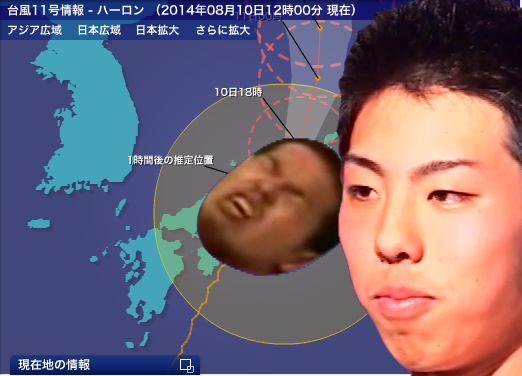 台風11号情報 - ハーロン （2014年08月10日12時00分 現在）
アジア広域 日本広域 日本拡大 さらに拡大
10日18時
1時間後の推定位置
現在地の情報